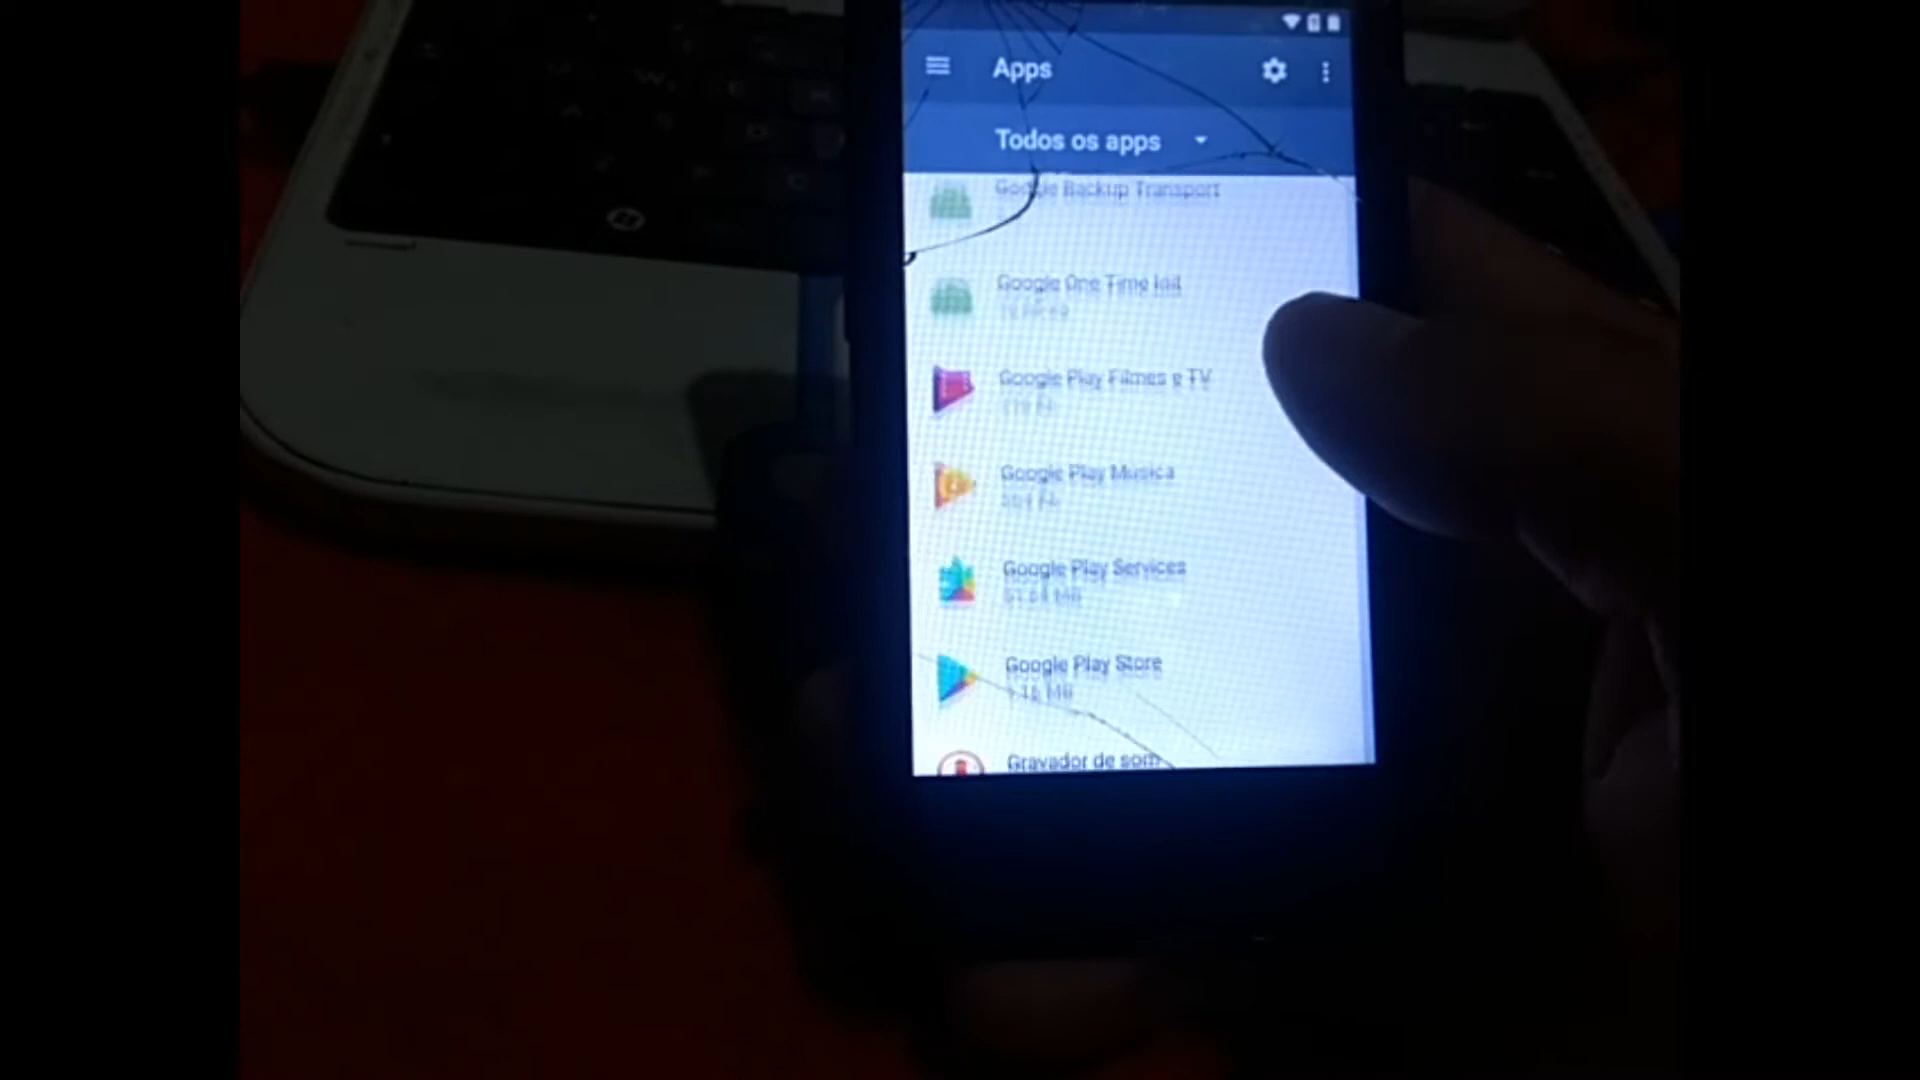 Apps
Todos os apps
Google Backup Transport
Google One Time Init
Google Play Filmes e TV
Google Play Música
Google Play Services
Google Play Store
Gravador de som